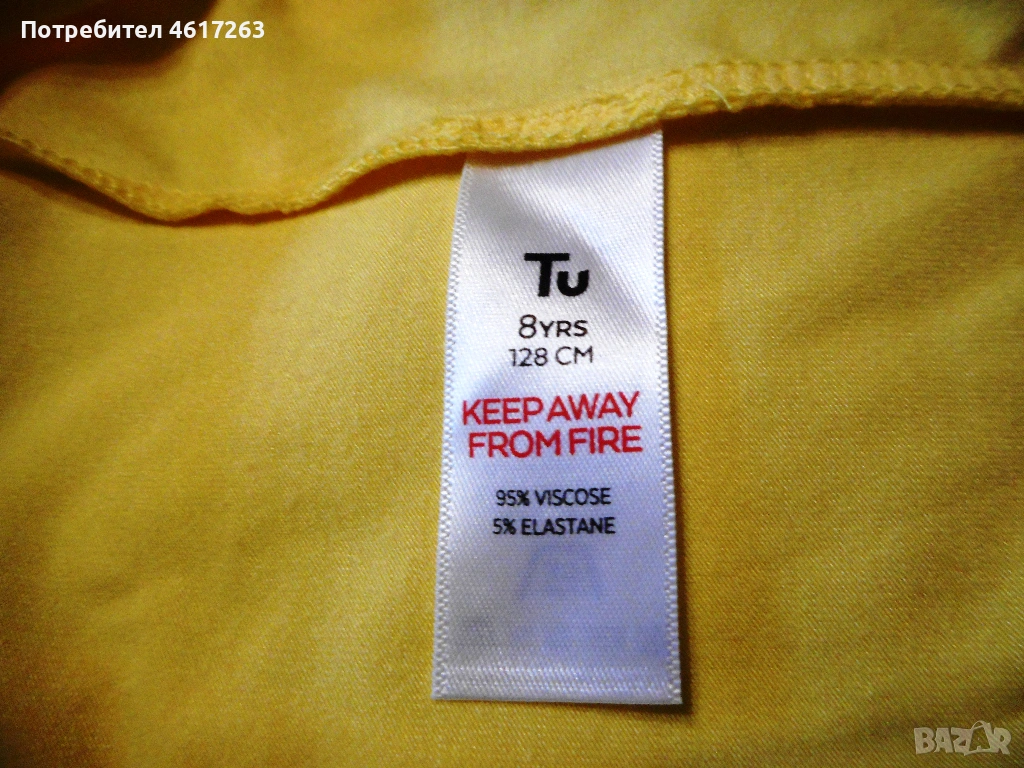 Потребител 4617263
Tu
8YRS
128 CM
KEEP AWAY
FROM FIRE
95% VISCOSE
5% ELASTANE
BAZAR